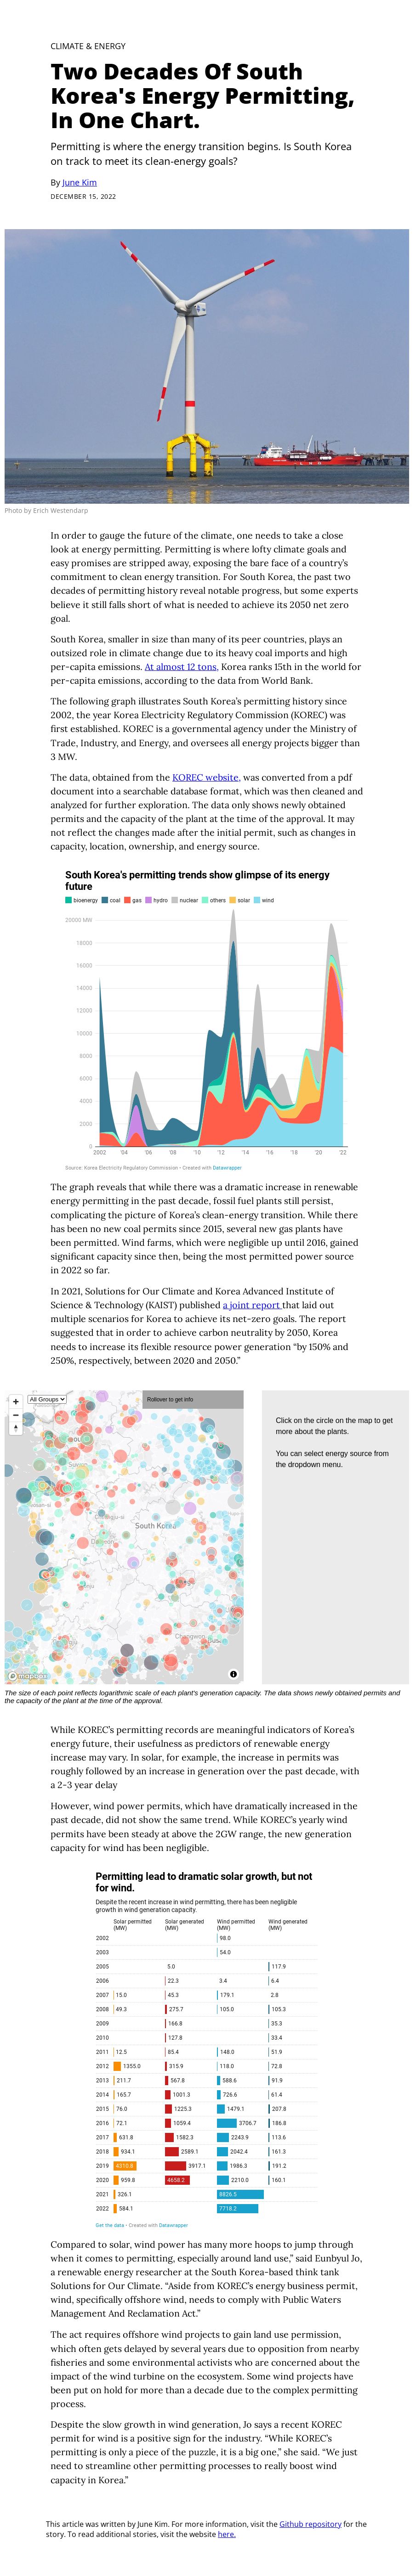 CLIMATE & ENERGY
Two Decades Of South
Korea's Energy Permitting,
In One Chart.
Permitting is where the energy transition begins. Is South Korea
on track to meet its clean-energy goals?
By June Kim
DECEMBER 15, 2022
Photo by Erich Westendarp
In order to gauge the future of the climate, one needs to take a close
look at energy permitting. Permitting is where lofty climate goals and
easy promises are stripped away, exposing the bare face of a country’s
commitment to clean energy transition. For South Korea, the past two
decades of permitting history reveal notable progress, but some experts
believe it still falls short of what is needed to achieve its 2050 net zero
goal.
South Korea, smaller in size than many of its peer countries, plays an
outsized role in climate change due to its heavy coal imports and high
per-capita emissions. At almost 12 tons, Korea ranks 15th in the world for
per-capita emissions, according to the data from World Bank.
The following graph illustrates South Korea’s permitting history since
2002, the year Korea Electricity Regulatory Commission (KOREC) was
first established. KOREC is a governmental agency under the Ministry of
Trade, Industry, and Energy, and oversees all energy projects bigger than
3 MW.
The data, obtained from the KOREC website, was converted from a pdf
document into a searchable database format, which was then cleaned and
analyzed for further exploration. The data only shows newly obtained
permits and the capacity of the plant at the time of the approval. It may
not reflect the changes made after the initial permit, such as changes in
capacity, location, ownership, and energy source.
South Korea's permitting trends show glimpse of its energy
future
bioenergy coal gas hydro nuclear others solar wind
20000 MW
18000
16000
14000
12000
10000
8000
6000
4000
2000
0
2002 '04 '06 '08 '10 '12 '14 '16 '18 '20 '22
Source: Korea Electricity Regulatory Commission • Created with Datawrapper
The graph reveals that while there was a dramatic increase in renewable
energy permitting in the past decade, fossil fuel plants still persist,
complicating the picture of Korea’s clean-energy transition. While there
has been no new coal permits since 2015, several new gas plants have
been permitted. Wind farms, which were negligible up until 2016, gained
significant capacity since then, being the most permitted power source
in 2022 so far.
In 2021, Solutions for Our Climate and Korea Advanced Institute of
Science & Technology (KAIST) published a joint report that laid out
multiple scenarios for Korea to achieve its net-zero goals. The report
suggested that in order to achieve carbon neutrality by 2050, Korea
needs to increase its flexible resource power generation “by 150% and
250%, respectively, between 2020 and 2050.”
All Groups
Rollover to get info
Click on the circle on the map to get
more about the plants.
You can select energy source from
the dropdown menu.
South Korea
Changwon
mapbox
The size of each point reflects logarithmic scale of each plant's generation capacity. The data shows newly obtained permits and
the capacity of the plant at the time of the approval.
While KOREC’s permitting records are meaningful indicators of Korea’s
energy future, their usefulness as predictors of renewable energy
increase may vary. In solar, for example, the increase in permits was
roughly followed by an increase in generation over the past decade, with
a 2-3 year delay
However, wind power permits, which have dramatically increased in the
past decade, did not show the same trend. While KOREC’s yearly wind
permits have been steady at above the 2GW range, the new generation
capacity for wind has been negligible.
Permitting lead to dramatic solar growth, but not
for wind.
Despite the recent increase in wind permitting, there has been negligible
growth in wind generation capacity.
Solar permitted (MW) Solar generated (MW) Wind permitted (MW) Wind generated (MW)
2002 98.0
2003 54.0
2005 5.0 117.9
2006 22.3 3.4 6.4
2007 15.0 45.3 179.1 2.8
2008 49.3 275.7 105.0 105.3
2009 166.8 35.3
2010 127.8 33.4
2011 12.5 85.4 148.0 51.9
2012 1355.0 315.9 118.0 72.8
2013 211.7 567.8 588.6 91.9
2014 165.7 1001.3 726.6 61.4
2015 76.0 1225.3 1479.1 207.8
2016 72.1 1059.4 3706.7 186.8
2017 631.8 1582.3 2243.9 113.6
2018 934.1 2589.1 2042.4 161.3
2019 4210.8 3917.1 1986.3 191.2
2020 959.8 4658.2 2210.0 160.1
2021 326.1 8826.5
2022 584.1 7718.2
Get the data • Created with Datawrapper
Compared to solar, wind power has many more hoops to jump through
when it comes to permitting, especially around land use,” said Eunbyul Jo,
a renewable energy researcher at the South Korea-based think tank
Solutions for Our Climate. “Aside from KOREC’s energy business permit,
wind, specifically offshore wind, needs to comply with Public Waters
Management And Reclamation Act.”
The act requires offshore wind projects to gain land use permission,
which often gets delayed by several years due to opposition from nearby
fisheries and some environmental activists who are concerned about the
impact of the wind turbine on the ecosystem. Some wind projects have
been put on hold for more than a decade due to the complex permitting
process.
Despite the slow growth in wind generation, Jo says a recent KOREC
permit for wind is a positive sign for the industry. “While KOREC’s
permitting is only a piece of the puzzle, it is a big one,” she said. “We just
need to streamline other permitting processes to really boost wind
capacity in Korea.”
This article was written by June Kim. For more information, visit the Github repository for the
story. To read additional stories, visit the website here.